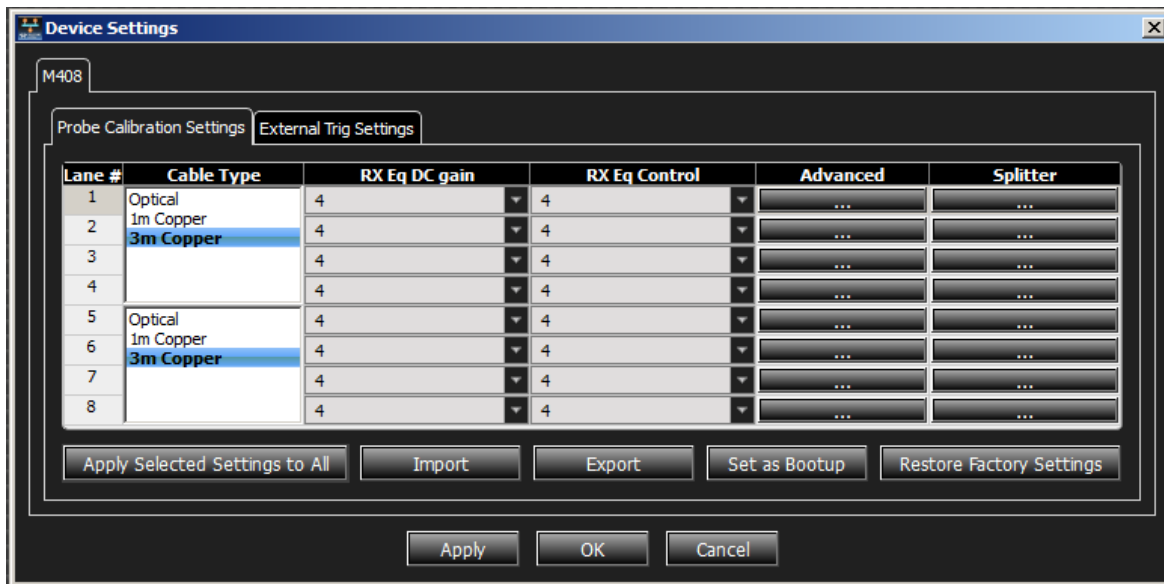 Device Settings
M408
Probe Calibration Settings External Trig Settings
Lane # Cable Type RX Eq DC gain RX Eq Control Advanced Splitter
1 Optical 4 4 ... ...
1m Copper
2 4 4 ... ...
3m Copper
3 4 4 ... ...
4 4 4 ... ...
5 Optical 4 4 ... ...
1m Copper
6 4 4 ... ...
3m Copper
7 4 4 ... ...
8 4 4 ... ...
Apply Selected Settings to All Import Export Set as Bootup Restore Factory Settings
Apply OK Cancel